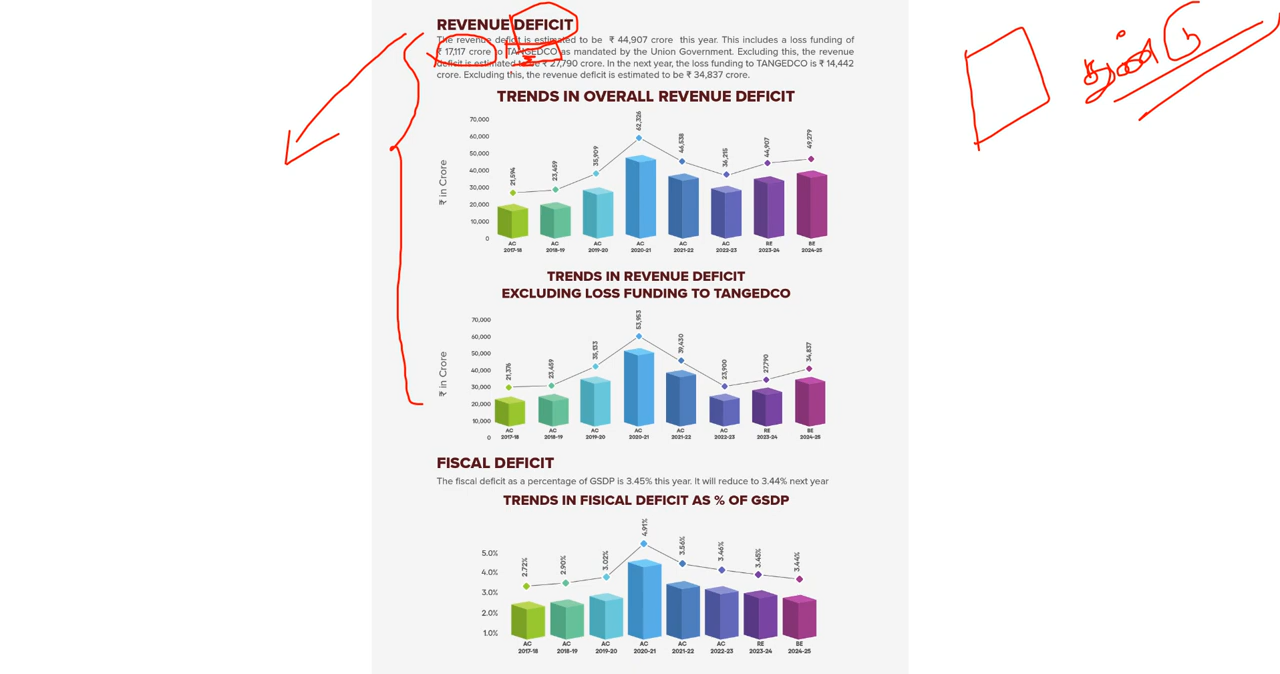 REVENUE DEFICIT
The revenue deficit is estimated to be ₹ 44,907 crore this year. This includes a loss funding of
₹ 17,117 crore to TANGEDCO as mandated by the Union Government. Excluding this, the revenue
deficit is estimated to be ₹ 27,790 crore. In the next year, the loss funding to TANGEDCO is ₹ 14,442
crore. Excluding this, the revenue deficit is estimated to be ₹ 34,837 crore.
TRENDS IN OVERALL REVENUE DEFICIT
₹ in Crore
70,000
60,000
50,000
40,000
30,000
20,000
10,000
0
21,594 23,459 35,909 62,326 46,538 36,215 44,907 49,279
AC AC AC AC AC AC RE BE
2017-18 2018-19 2019-20 2020-21 2021-22 2022-23 2023-24 2024-25
TRENDS IN REVENUE DEFICIT
EXCLUDING LOSS FUNDING TO TANGEDCO
₹ in Crore
70,000
60,000
50,000
40,000
30,000
20,000
10,000
0
21,376 23,459 35,133 53,953 39,430 23,900 27,790 34,837
AC AC AC AC AC AC RE BE
2017-18 2018-19 2019-20 2020-21 2021-22 2022-23 2023-24 2024-25
FISCAL DEFICIT
The fiscal deficit as a percentage of GSDP is 3.45% this year. It will reduce to 3.44% next year
TRENDS IN FISICAL DEFICIT AS % OF GSDP
5.0%
4.0%
3.0%
2.0%
1.0%
2.72% 2.90% 3.02% 4.91% 3.56% 3.46% 3.45% 3.44%
AC AC AC AC AC AC RE BE
2017-18 2018-19 2019-20 2020-21 2021-22 2022-23 2023-24 2024-25